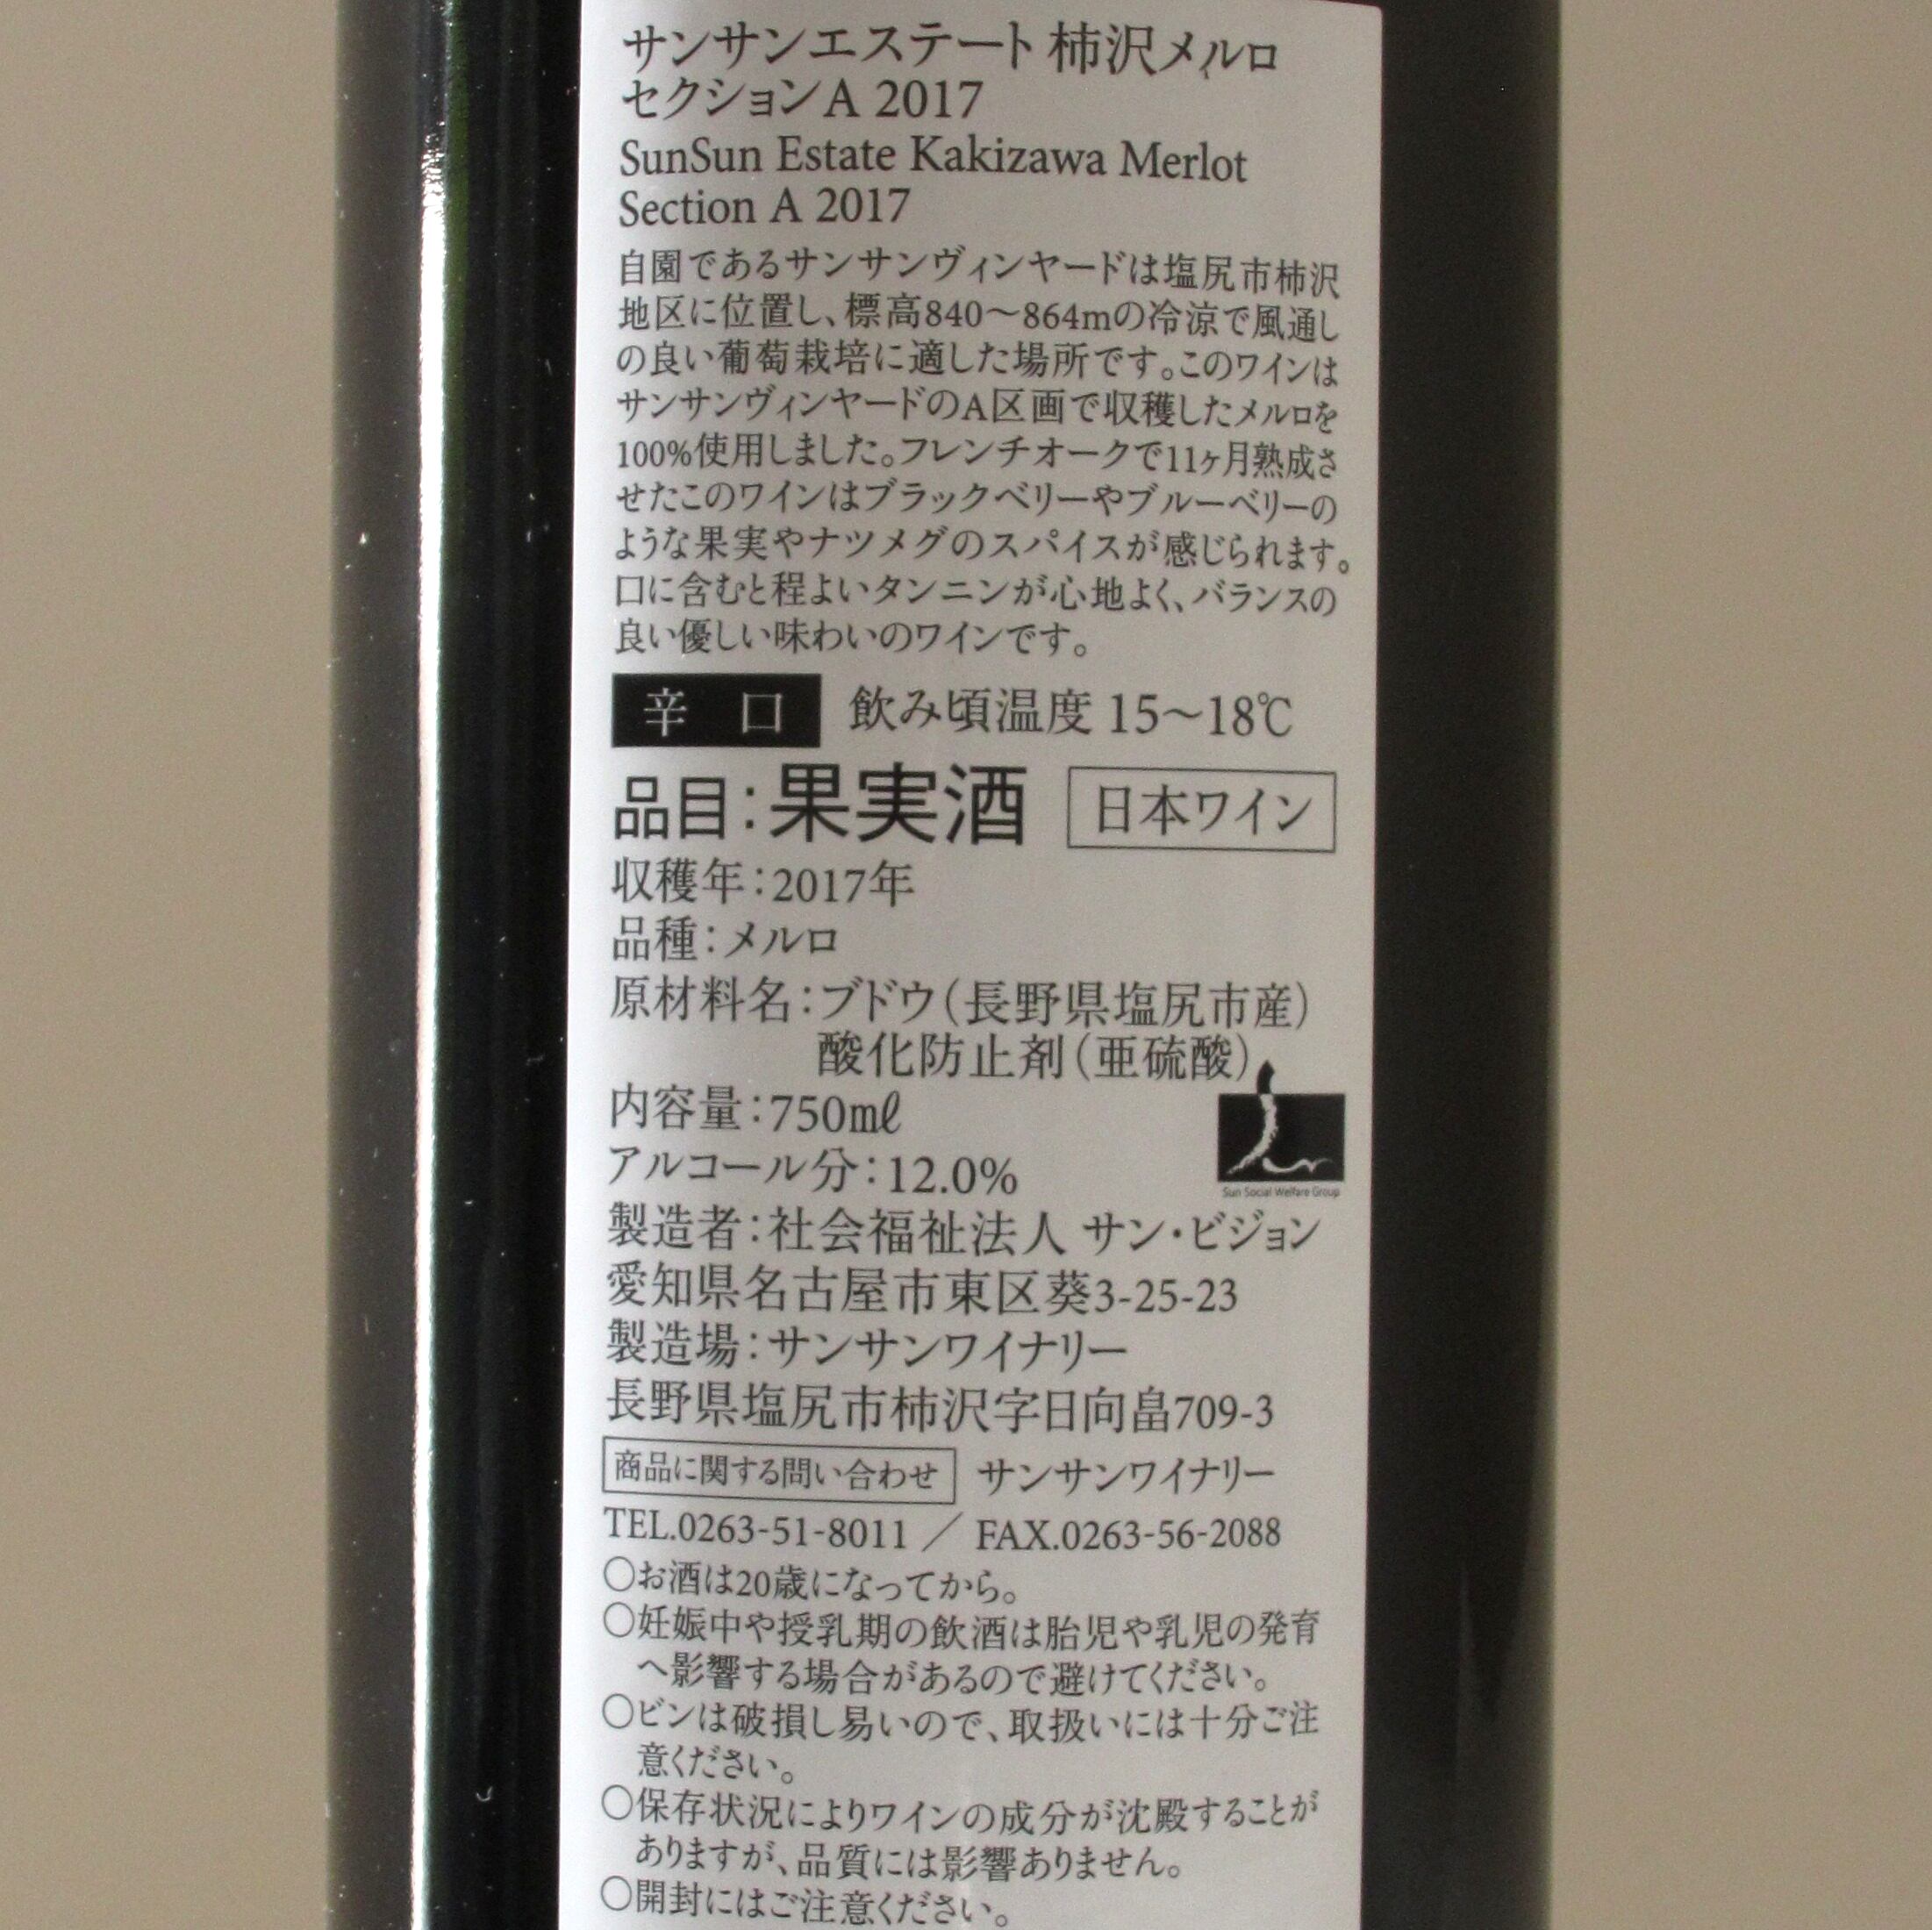 サンサンエステート 柿沢メルロ
セクションA 2017
SunSun Estate Kakizawa Merlot
Section A 2017
自園であるサンサンヴィンヤードは塩尻市柿沢
地区に位置し、標高840〜864mの冷涼で風通し
の良い葡萄栽培に適した場所です。このワインは
サンサンヴィンヤードのA区画で収穫したメルロを
100%使用しました。フレンチオークで11ヶ月熟成さ
せたこのワインはブラックベリーやブルーベリーの
ような果実やナツメグのスパイスが感じられます。
口に含むと程よいタンニンが心地よく、バランスの
良い優しい味わいのワインです。
辛 口 飲み頃温度 15〜18℃
品目:果実酒 日本ワイン
収穫年:2017年
品種:メルロ
原材料名:ブドウ(長野県塩尻市産)
酸化防止剤(亜硫酸)
内容量:750㎖
アルコール分:12.0%
Sun Social Welfare Group
製造者:社会福祉法人 サン・ビジョン
愛知県名古屋市東区葵3-25-23
製造場:サンサンワイナリー
長野県塩尻市柿沢字日向畠709-3
商品に関する問い合わせ サンサンワイナリー
TEL.0263-51-8011 / FAX.0263-56-2088
○お酒は20歳になってから。
○妊娠中や授乳期の飲酒は胎児や乳児の発育
へ影響する場合があるので避けてください。
○ビンは破損し易いので、取扱いには十分ご注
意ください。
○保存状況によりワインの成分が沈殿することが
ありますが、品質には影響ありません。
○開封にはご注意ください。